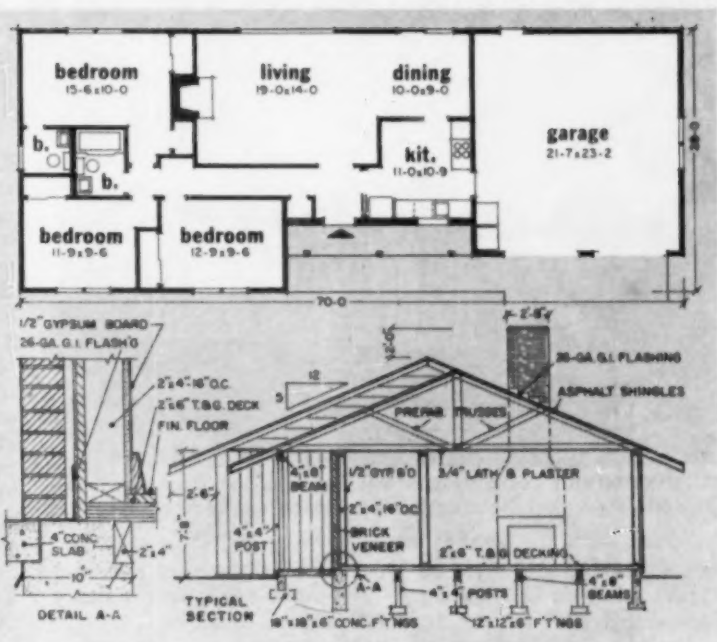 bedroom
15-6x10-0
living
19-0x14-0
dining
10-0x9-0
garage
21-7x23-2
b.
b.
kit.
11-0x10-9
28-0
bedroom
11-9x9-6
bedroom
12-9x9-6
70-0
1/2" GYPSUM BOARD
26-GA. G.I. FLASH'G
2"x4"-16" O.C.
2"x6" T.&G. DECK
FIN. FLOOR
4" CONC. SLAB
2"x4"
10"
DETAIL A-A
2'-8"
12'-0"
12
5
26-GA. G.I. FLASHING
ASPHALT SHINGLES
PREFAB. TRUSSES
4"x8" BEAM
1/2" GYP. B'D
3/4" LATH & PLASTER
2'-6"
7'-8"
2"x4", 16" O.C.
4"x4" POST
BRICK VENEER
2"x6" T.&G. DECKING
A-A
4"x4" POSTS
4"x8" BEAMS
TYPICAL SECTION
18"x18"x6" CONC. F'T'NGS
12"x12"x6" F'T'NGS